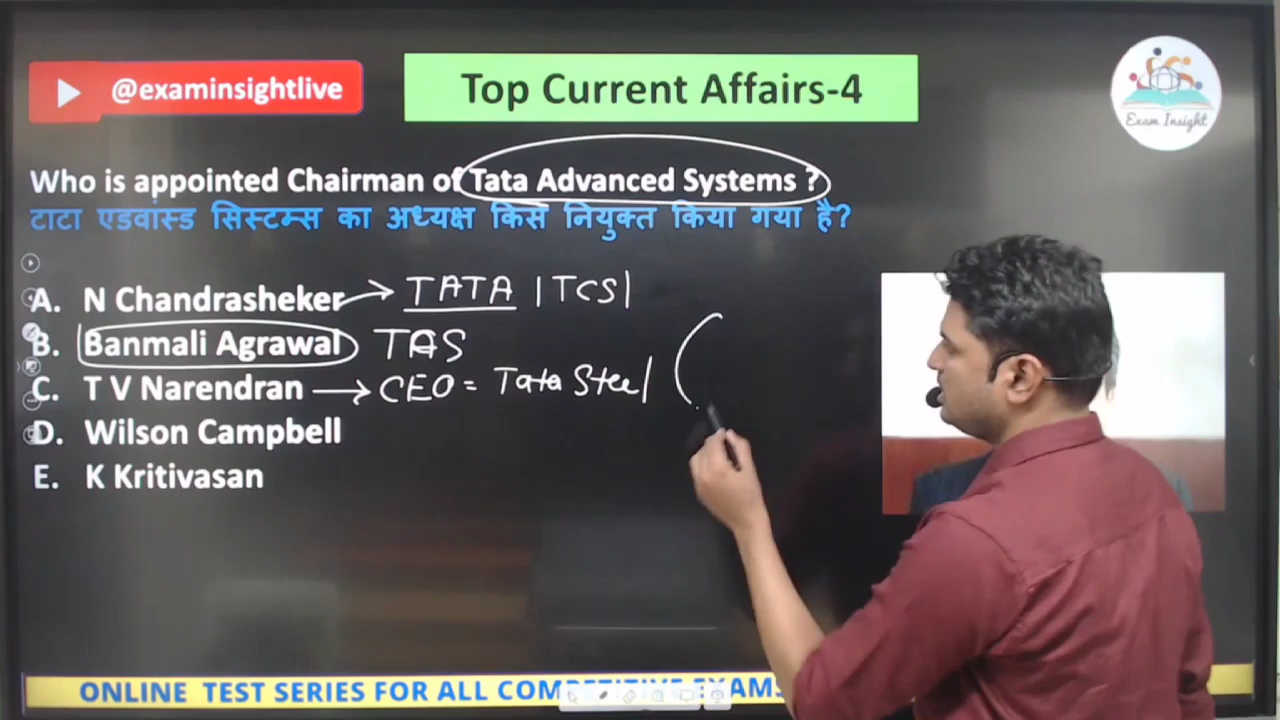 @examinsightlive
Top Current Affairs-4
Exam Insight
Who is appointed Chairman of Tata Advanced Systems ?
टाटा एडवांस्ड सिस्टम्स का अध्यक्ष किसे नियुक्त किया गया है?
A. N Chandrasheker → TATA |TCS|
B. Banmali Agrawal TAS
C. T V Narendran → CEO = Tata Steel (
D. Wilson Campbell
E. K Kritivasan
ONLINE TEST SERIES FOR ALL COMPETITIVE EXAMS